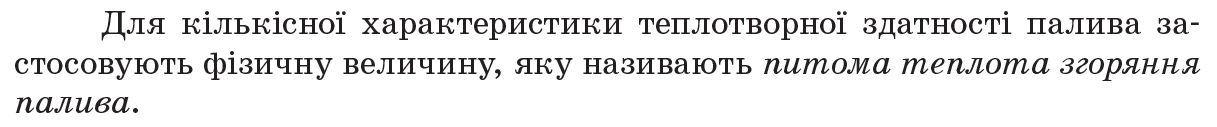 Для кількісної характеристики теплотворної здатності палива за-
стосовують фізичну величину, яку називають питома теплота згоряння
палива.